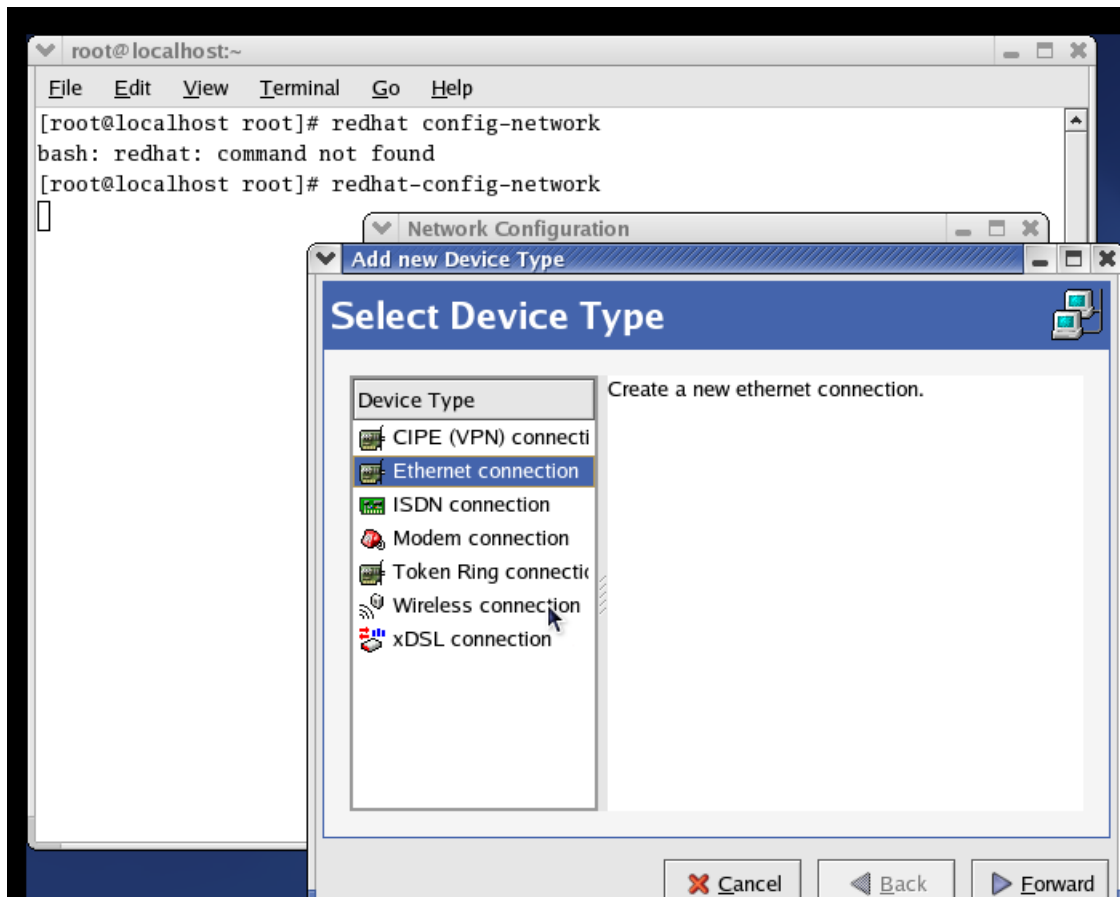 root@localhost:~
File Edit View Terminal Go Help
[root@localhost root]# redhat config-network
bash: redhat: command not found
[root@localhost root]# redhat-config-network
Network Configuration
Add new Device Type
Select Device Type
Device Type
CIPE (VPN) connecti
Ethernet connection
ISDN connection
Modem connection
Token Ring connectic
Wireless connection
xDSL connection
Create a new ethernet connection.
Cancel Back Forward